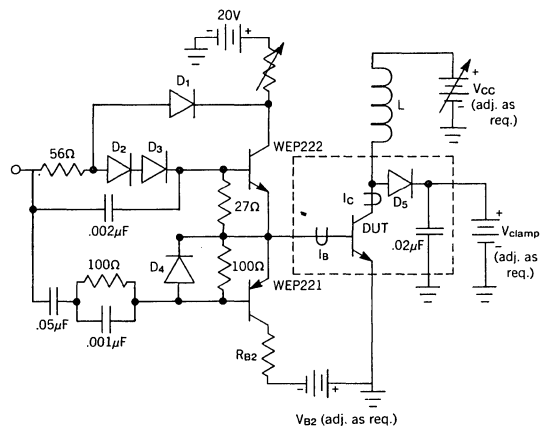 20V
- +
D1
L
+
VCC
-
(adj. as
req.)
56Ω
D2 D3
WEP222
.002µF
27Ω
IC
D5
DUT
+
Vclamp
-
(adj. as
req.)
.02µF
IB
100Ω
D4
100Ω
WEP221
.05µF
.001µF
RB2
- +
VB2 (adj. as req.)